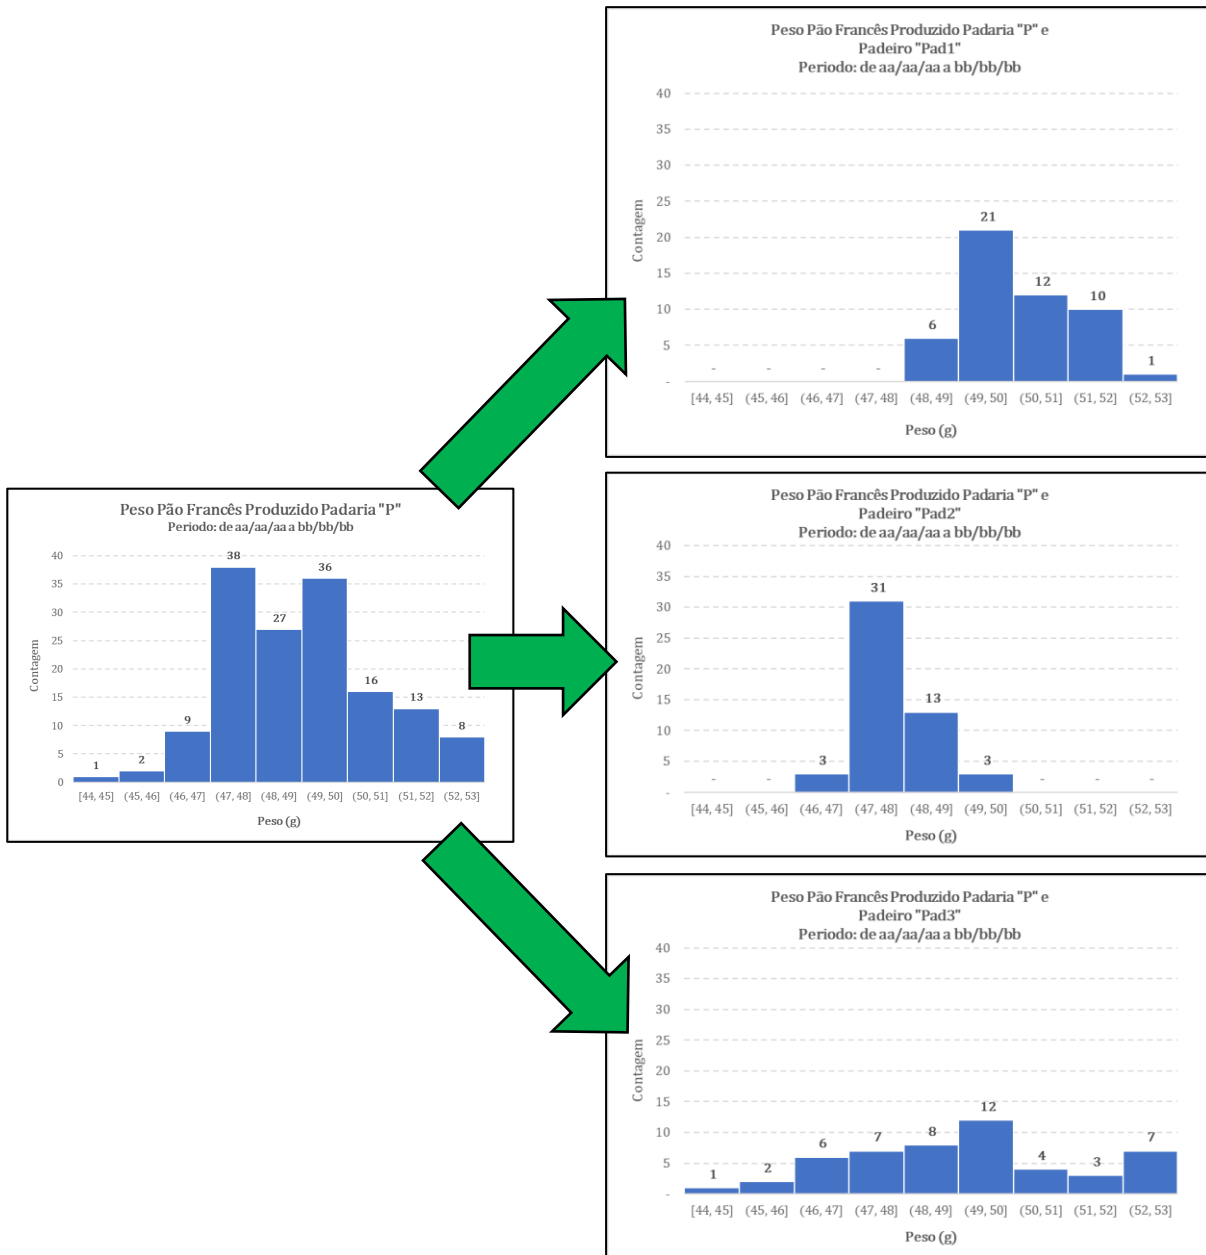 Peso Pão Francês Produzido Padaria "P" e
Padeiro "Pad1"
Periodo: de aa/aa/aa a bb/bb/bb
40
35
30
25
20
15
10
5
-
Contagem
- - - - 6 21 12 10 1
[44, 45] (45, 46] (46, 47] (47, 48] (48, 49] (49, 50] (50, 51] (51, 52] (52, 53]
Peso (g)
Peso Pão Francês Produzido Padaria "P"
Periodo: de aa/aa/aa a bb/bb/bb
40
35
30
25
20
15
10
5
0
Contagem
1 2 9 38 27 36 16 13 8
[44, 45] (45, 46] (46, 47] (47, 48] (48, 49] (49, 50] (50, 51] (51, 52] (52, 53]
Peso (g)
Peso Pão Francês Produzido Padaria "P" e
Padeiro "Pad2"
Periodo: de aa/aa/aa a bb/bb/bb
40
35
30
25
20
15
10
5
-
Contagem
- - 3 31 13 3 - - -
[44, 45] (45, 46] (46, 47] (47, 48] (48, 49] (49, 50] (50, 51] (51, 52] (52, 53]
Peso (g)
Peso Pão Francês Produzido Padaria "P" e
Padeiro "Pad3"
Periodo: de aa/aa/aa a bb/bb/bb
40
35
30
25
20
15
10
5
-
Contagem
1 2 6 7 8 12 4 3 7
[44, 45] (45, 46] (46, 47] (47, 48] (48, 49] (49, 50] (50, 51] (51, 52] (52, 53]
Peso (g)